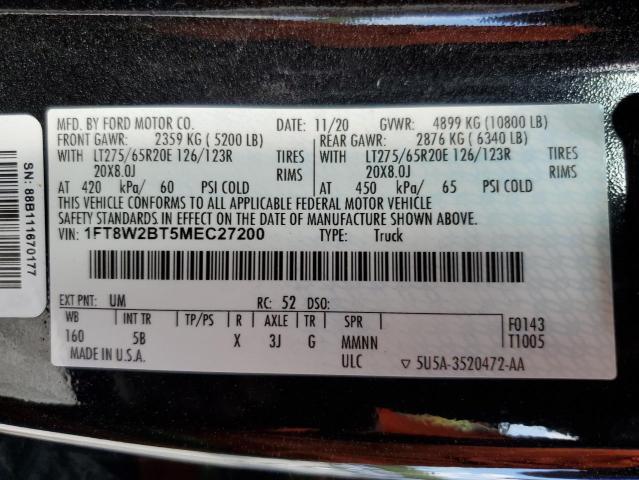 MFD. BY FORD MOTOR CO. DATE: 11/20 GVWR: 4899 KG (10800 LB)
FRONT GAWR: 2359 KG (5200 LB) REAR GAWR: 2876 KG (6340 LB)
WITH LT275/65R20E 126/123R TIRES WITH LT275/65R20E 126/123R TIRES
20X8.0J RIMS 20X8.0J RIMS
AT 420 kPa/ 60 PSI COLD AT 450 kPa/ 65 PSI COLD
THIS VEHICLE CONFORMS TO ALL APPLICABLE FEDERAL MOTOR VEHICLE
SAFETY STANDARDS IN EFFECT ON THE DATE OF MANUFACTURE SHOWN ABOVE.
VIN: 1FT8W2BT5MEC27200 TYPE: Truck
EXT PNT: UM RC: 52 DSO:
WB INT TR TP/PS R AXLE TR SPR F0143
160 5B X 3J G MMNN T1005
MADE IN U.S.A. ULC ▽ 5U5A-3520472-AA
SN: 88B111670177